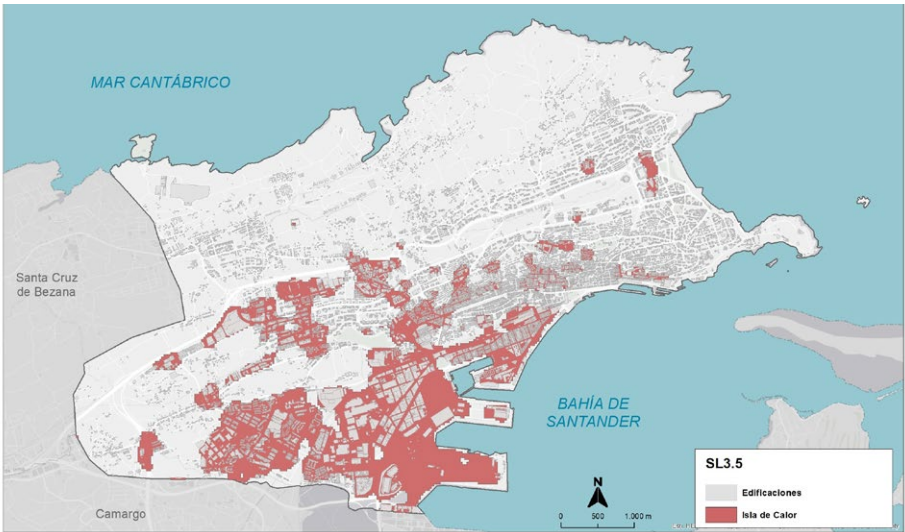 MAR CANTÁBRICO
Santa Cruz
de Bezana
BAHÍA DE
SANTANDER
Camargo
N
0 500 1.000 m
SL3.5
Edificaciones
Isla de Calor